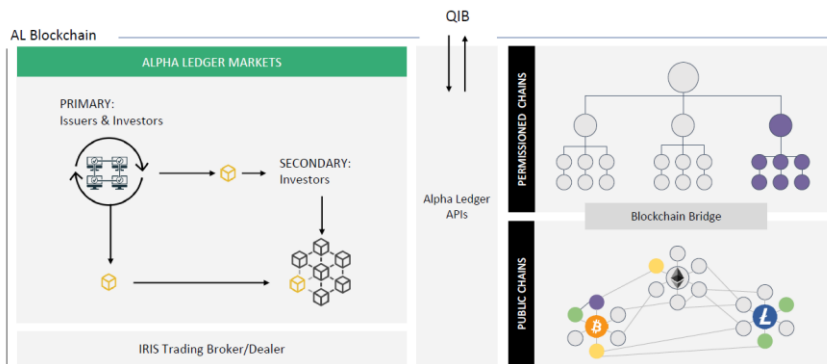 QIB
AL Blockchain
ALPHA LEDGER MARKETS
PRIMARY:
Issuers & Investors
SECONDARY:
Investors
IRIS Trading Broker/Dealer
Alpha Ledger
APIs
PERMISSIONED CHAINS
Blockchain Bridge
PUBLIC CHAINS